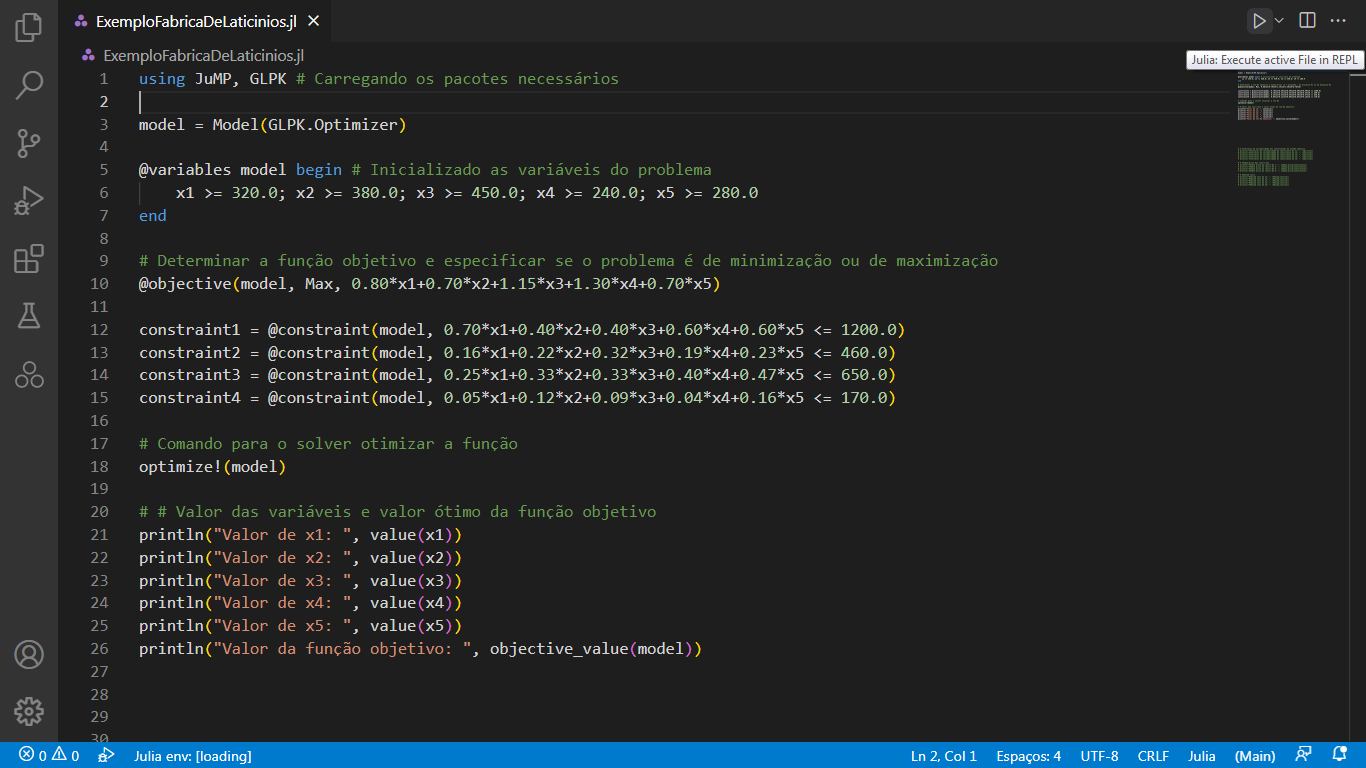 ExemploFabricaDeLaticinios.jl
ExemploFabricaDeLaticinios.jl
Julia: Execute active File in REPL
1 using JuMP, GLPK # Carregando os pacotes necessários
2
3 model = Model(GLPK.Optimizer)
4
5 @variables model begin # Inicializado as variáveis do problema
6 x1 >= 320.0; x2 >= 380.0; x3 >= 450.0; x4 >= 240.0; x5 >= 280.0
7 end
8
9 # Determinar a função objetivo e especificar se o problema é de minimização ou de maximização
10 @objective(model, Max, 0.80*x1+0.70*x2+1.15*x3+1.30*x4+0.70*x5)
11
12 constraint1 = @constraint(model, 0.70*x1+0.40*x2+0.40*x3+0.60*x4+0.60*x5 <= 1200.0)
13 constraint2 = @constraint(model, 0.16*x1+0.22*x2+0.32*x3+0.19*x4+0.23*x5 <= 460.0)
14 constraint3 = @constraint(model, 0.25*x1+0.33*x2+0.33*x3+0.40*x4+0.47*x5 <= 650.0)
15 constraint4 = @constraint(model, 0.05*x1+0.12*x2+0.09*x3+0.04*x4+0.16*x5 <= 170.0)
16
17 # Comando para o solver otimizar a função
18 optimize!(model)
19
20 # # Valor das variáveis e valor ótimo da função objetivo
21 println("Valor de x1: ", value(x1))
22 println("Valor de x2: ", value(x2))
23 println("Valor de x3: ", value(x3))
24 println("Valor de x4: ", value(x4))
25 println("Valor de x5: ", value(x5))
26 println("Valor da função objetivo: ", objective_value(model))
27
28
29
30
0 0 Julia env: [loading] Ln 2, Col 1 Espaços: 4 UTF-8 CRLF Julia (Main)